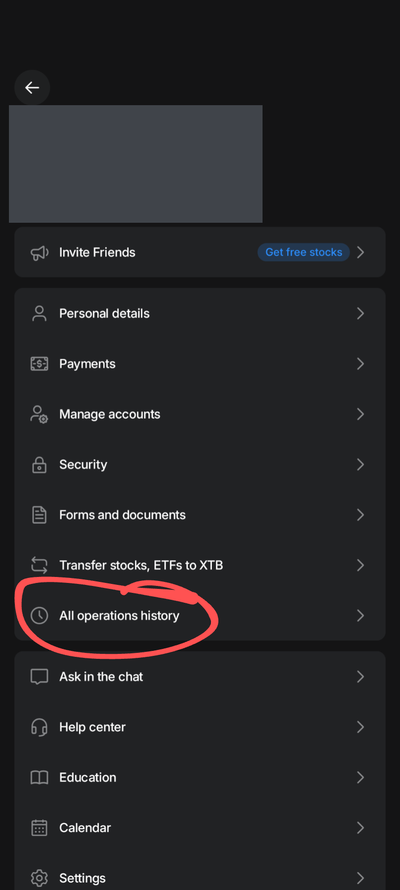 Invite Friends Get free stocks
Personal details
Payments
Manage accounts
Security
Forms and documents
Transfer stocks, ETFs to XTB
All operations history
Ask in the chat
Help center
Education
Calendar
Settings